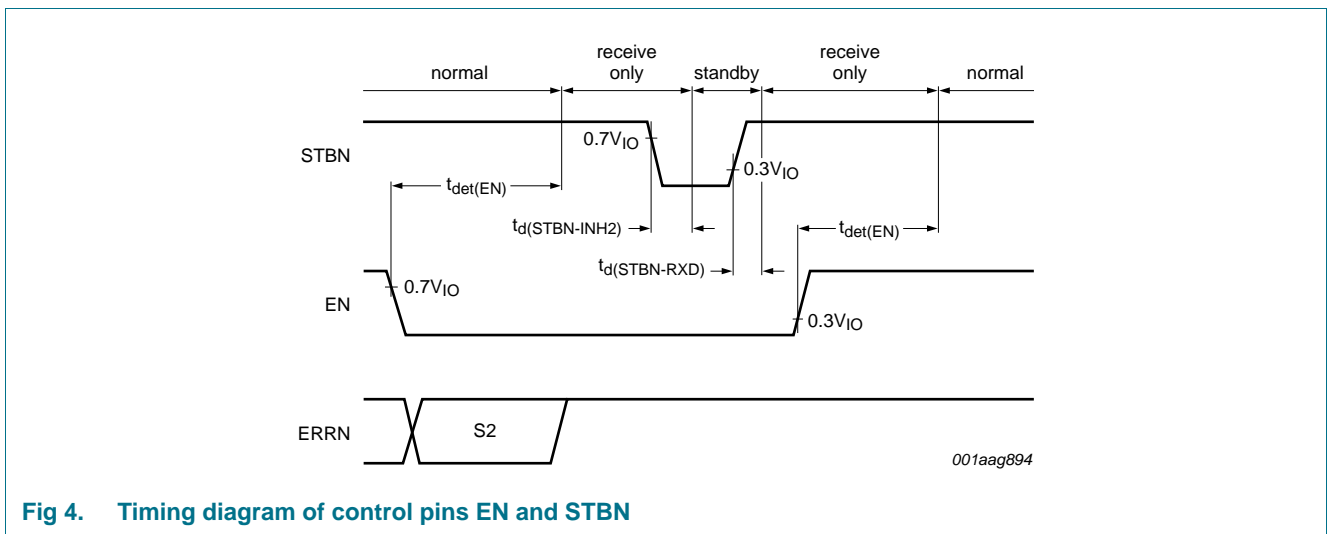 receive
only
receive
only
normal
standby
normal
STBN
0.7VIO
0.3VIO
tdet(EN)
td(STBN-INH2)
tdet(EN)
td(STBN-RXD)
EN
0.7VIO
0.3VIO
ERRN
S2
001aag894
Fig 4. Timing diagram of control pins EN and STBN